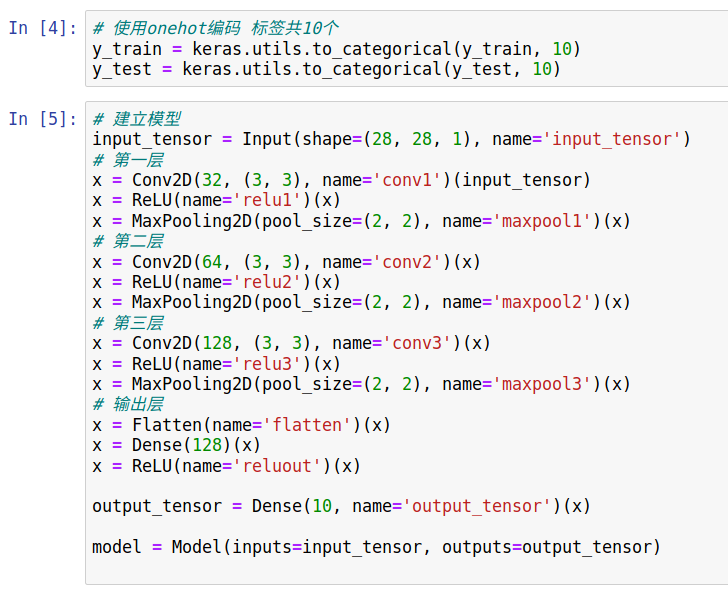 In [4]: # 使用onehot编码 标签共10个
y_train = keras.utils.to_categorical(y_train, 10)
y_test = keras.utils.to_categorical(y_test, 10)
In [5]: # 建立模型
input_tensor = Input(shape=(28, 28, 1), name='input_tensor')
# 第一层
x = Conv2D(32, (3, 3), name='conv1')(input_tensor)
x = ReLU(name='relu1')(x)
x = MaxPooling2D(pool_size=(2, 2), name='maxpool1')(x)
# 第二层
x = Conv2D(64, (3, 3), name='conv2')(x)
x = ReLU(name='relu2')(x)
x = MaxPooling2D(pool_size=(2, 2), name='maxpool2')(x)
# 第三层
x = Conv2D(128, (3, 3), name='conv3')(x)
x = ReLU(name='relu3')(x)
x = MaxPooling2D(pool_size=(2, 2), name='maxpool3')(x)
# 输出层
x = Flatten(name='flatten')(x)
x = Dense(128)(x)
x = ReLU(name='reluout')(x)
output_tensor = Dense(10, name='output_tensor')(x)
model = Model(inputs=input_tensor, outputs=output_tensor)